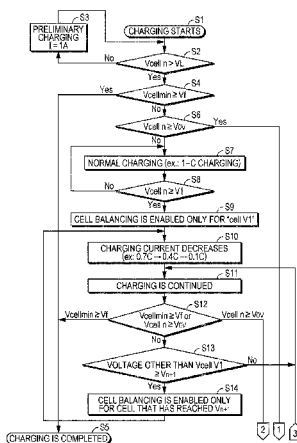 S3
S1
PRELIMINARY
CHARGING
I = 1A
CHARGING STARTS
S2
No
Vcell n > VL
Yes
S4
Yes
Vcellmin ≥ Vf
No
S6
Vcell n ≥ Vov
Yes
No
S7
NORMAL CHARGING (ex.: 1-C CHARGING)
S8
No
Vcell n ≥ V1
Yes
S9
CELL BALANCING IS ENABLED ONLY FOR "cell V1"
S10
CHARGING CURRENT DECREASES
(ex: 0.7C → 0.4C → 0.1C)
S11
CHARGING IS CONTINUED
S12
Vcellmin ≥ Vf
Vcellmin ≥ Vf or
Vcell n ≥ Vov
Vcell n ≥ Vov
S13
VOLTAGE OTHER THAN Vcell V1
≥ Vn+1
No
Yes
S14
CELL BALANCING IS ENABLED ONLY
FOR CELL THAT HAS REACHED Vn+1
S5
CHARGING IS COMPLETED
2
1
3